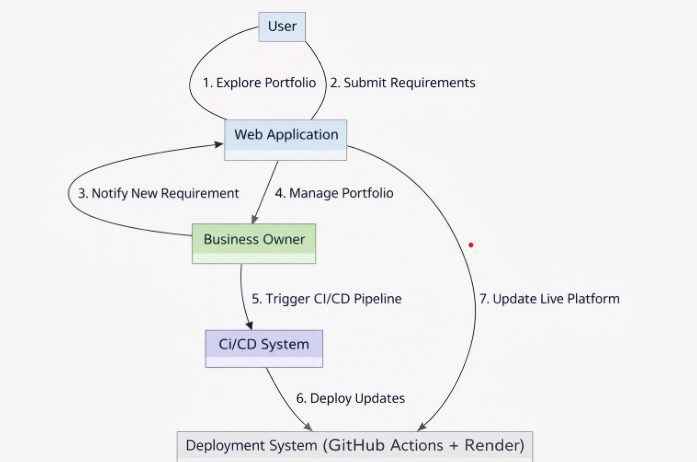 User
1. Explore Portfolio
2. Submit Requirements
Web Application
3. Notify New Requirement
4. Manage Portfolio
Business Owner
5. Trigger CI/CD Pipeline
7. Update Live Platform
Ci/CD System
6. Deploy Updates
Deployment System (GitHub Actions + Render)